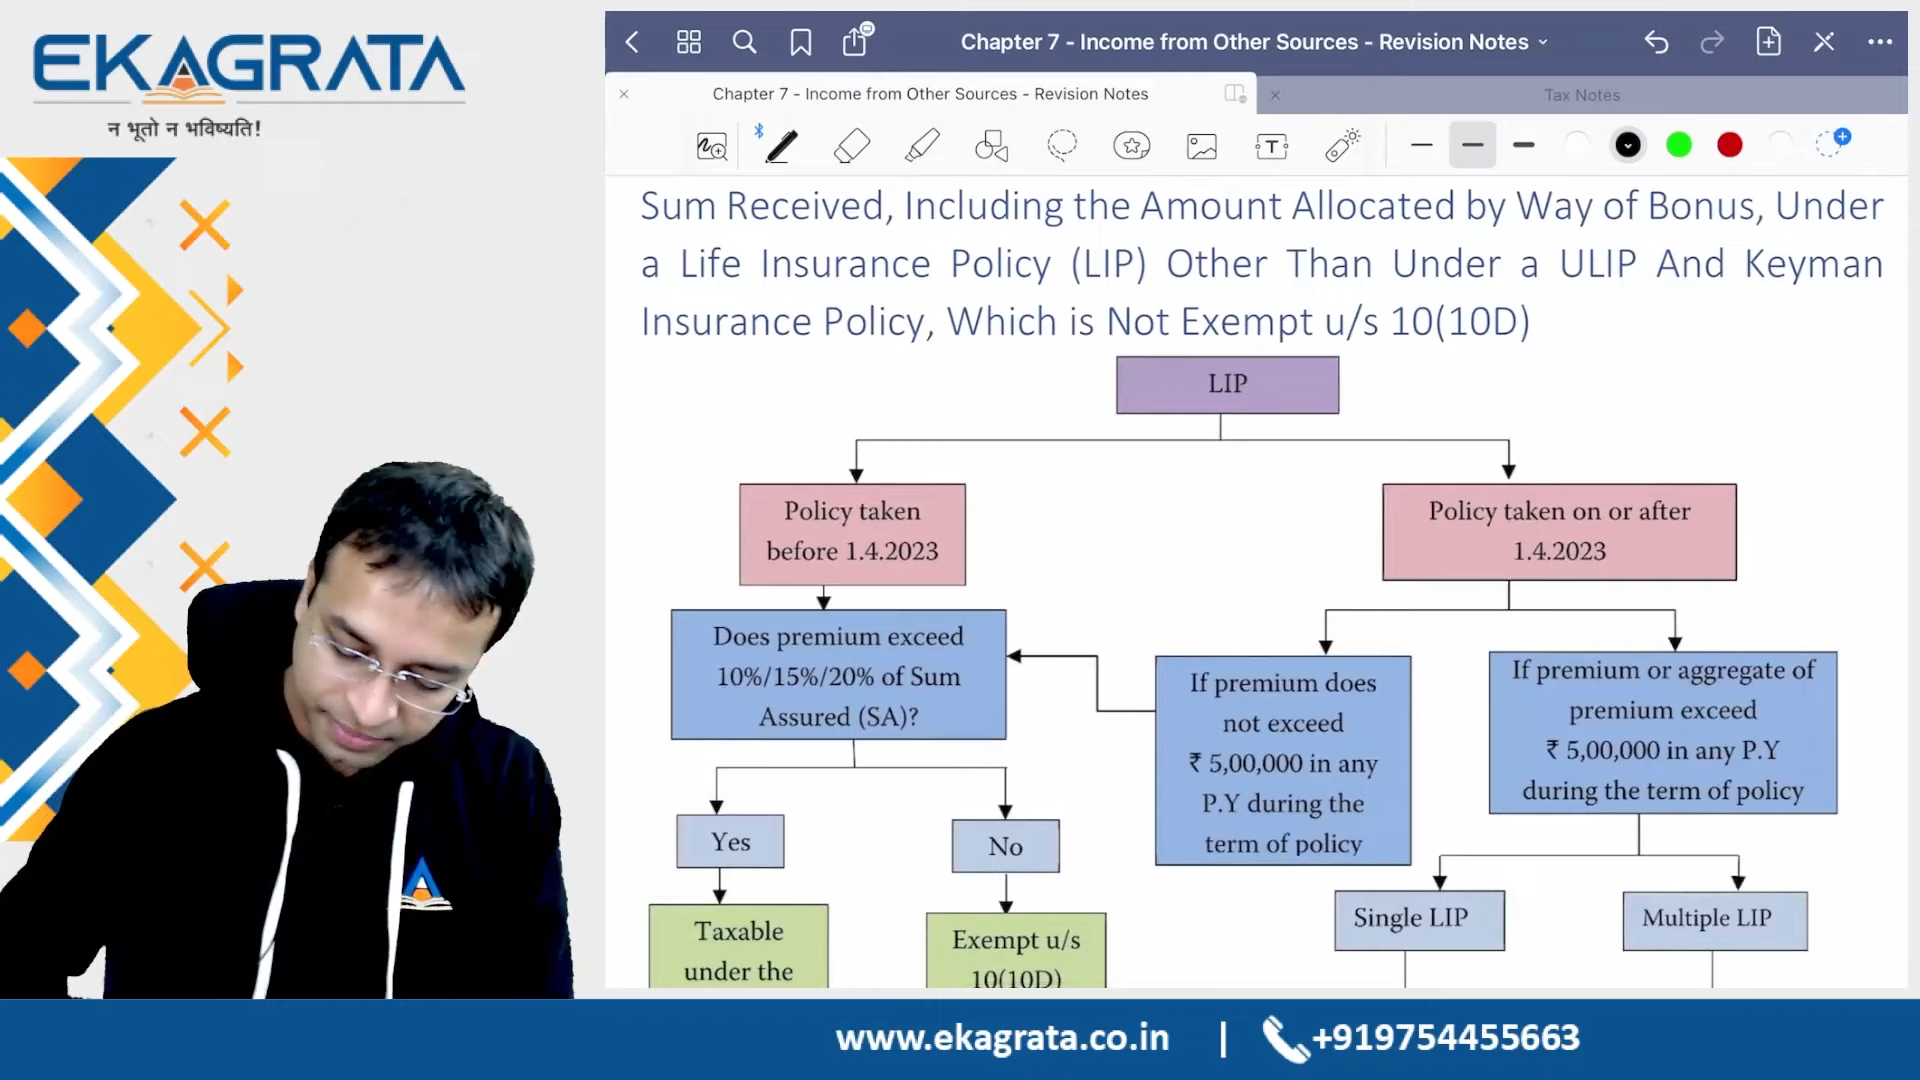 EKAGRATA
न भूतो न भविष्यति!
Chapter 7 - Income from Other Sources - Revision Notes
Chapter 7 - Income from Other Sources - Revision Notes
Tax Notes
Sum Received, Including the Amount Allocated by Way of Bonus, Under
a Life Insurance Policy (LIP) Other Than Under a ULIP And Keyman
Insurance Policy, Which is Not Exempt u/s 10(10D)
LIP
Policy taken
before 1.4.2023
Policy taken on or after
1.4.2023
Does premium exceed
10%/15%/20% of Sum
Assured (SA)?
If premium does
not exceed
₹ 5,00,000 in any
P.Y during the
term of policy
If premium or aggregate of
premium exceed
₹ 5,00,000 in any P.Y
during the term of policy
Yes
No
Single LIP
Multiple LIP
Taxable
under the
Exempt u/s
10(10D)
www.ekagrata.co.in | +919754455663